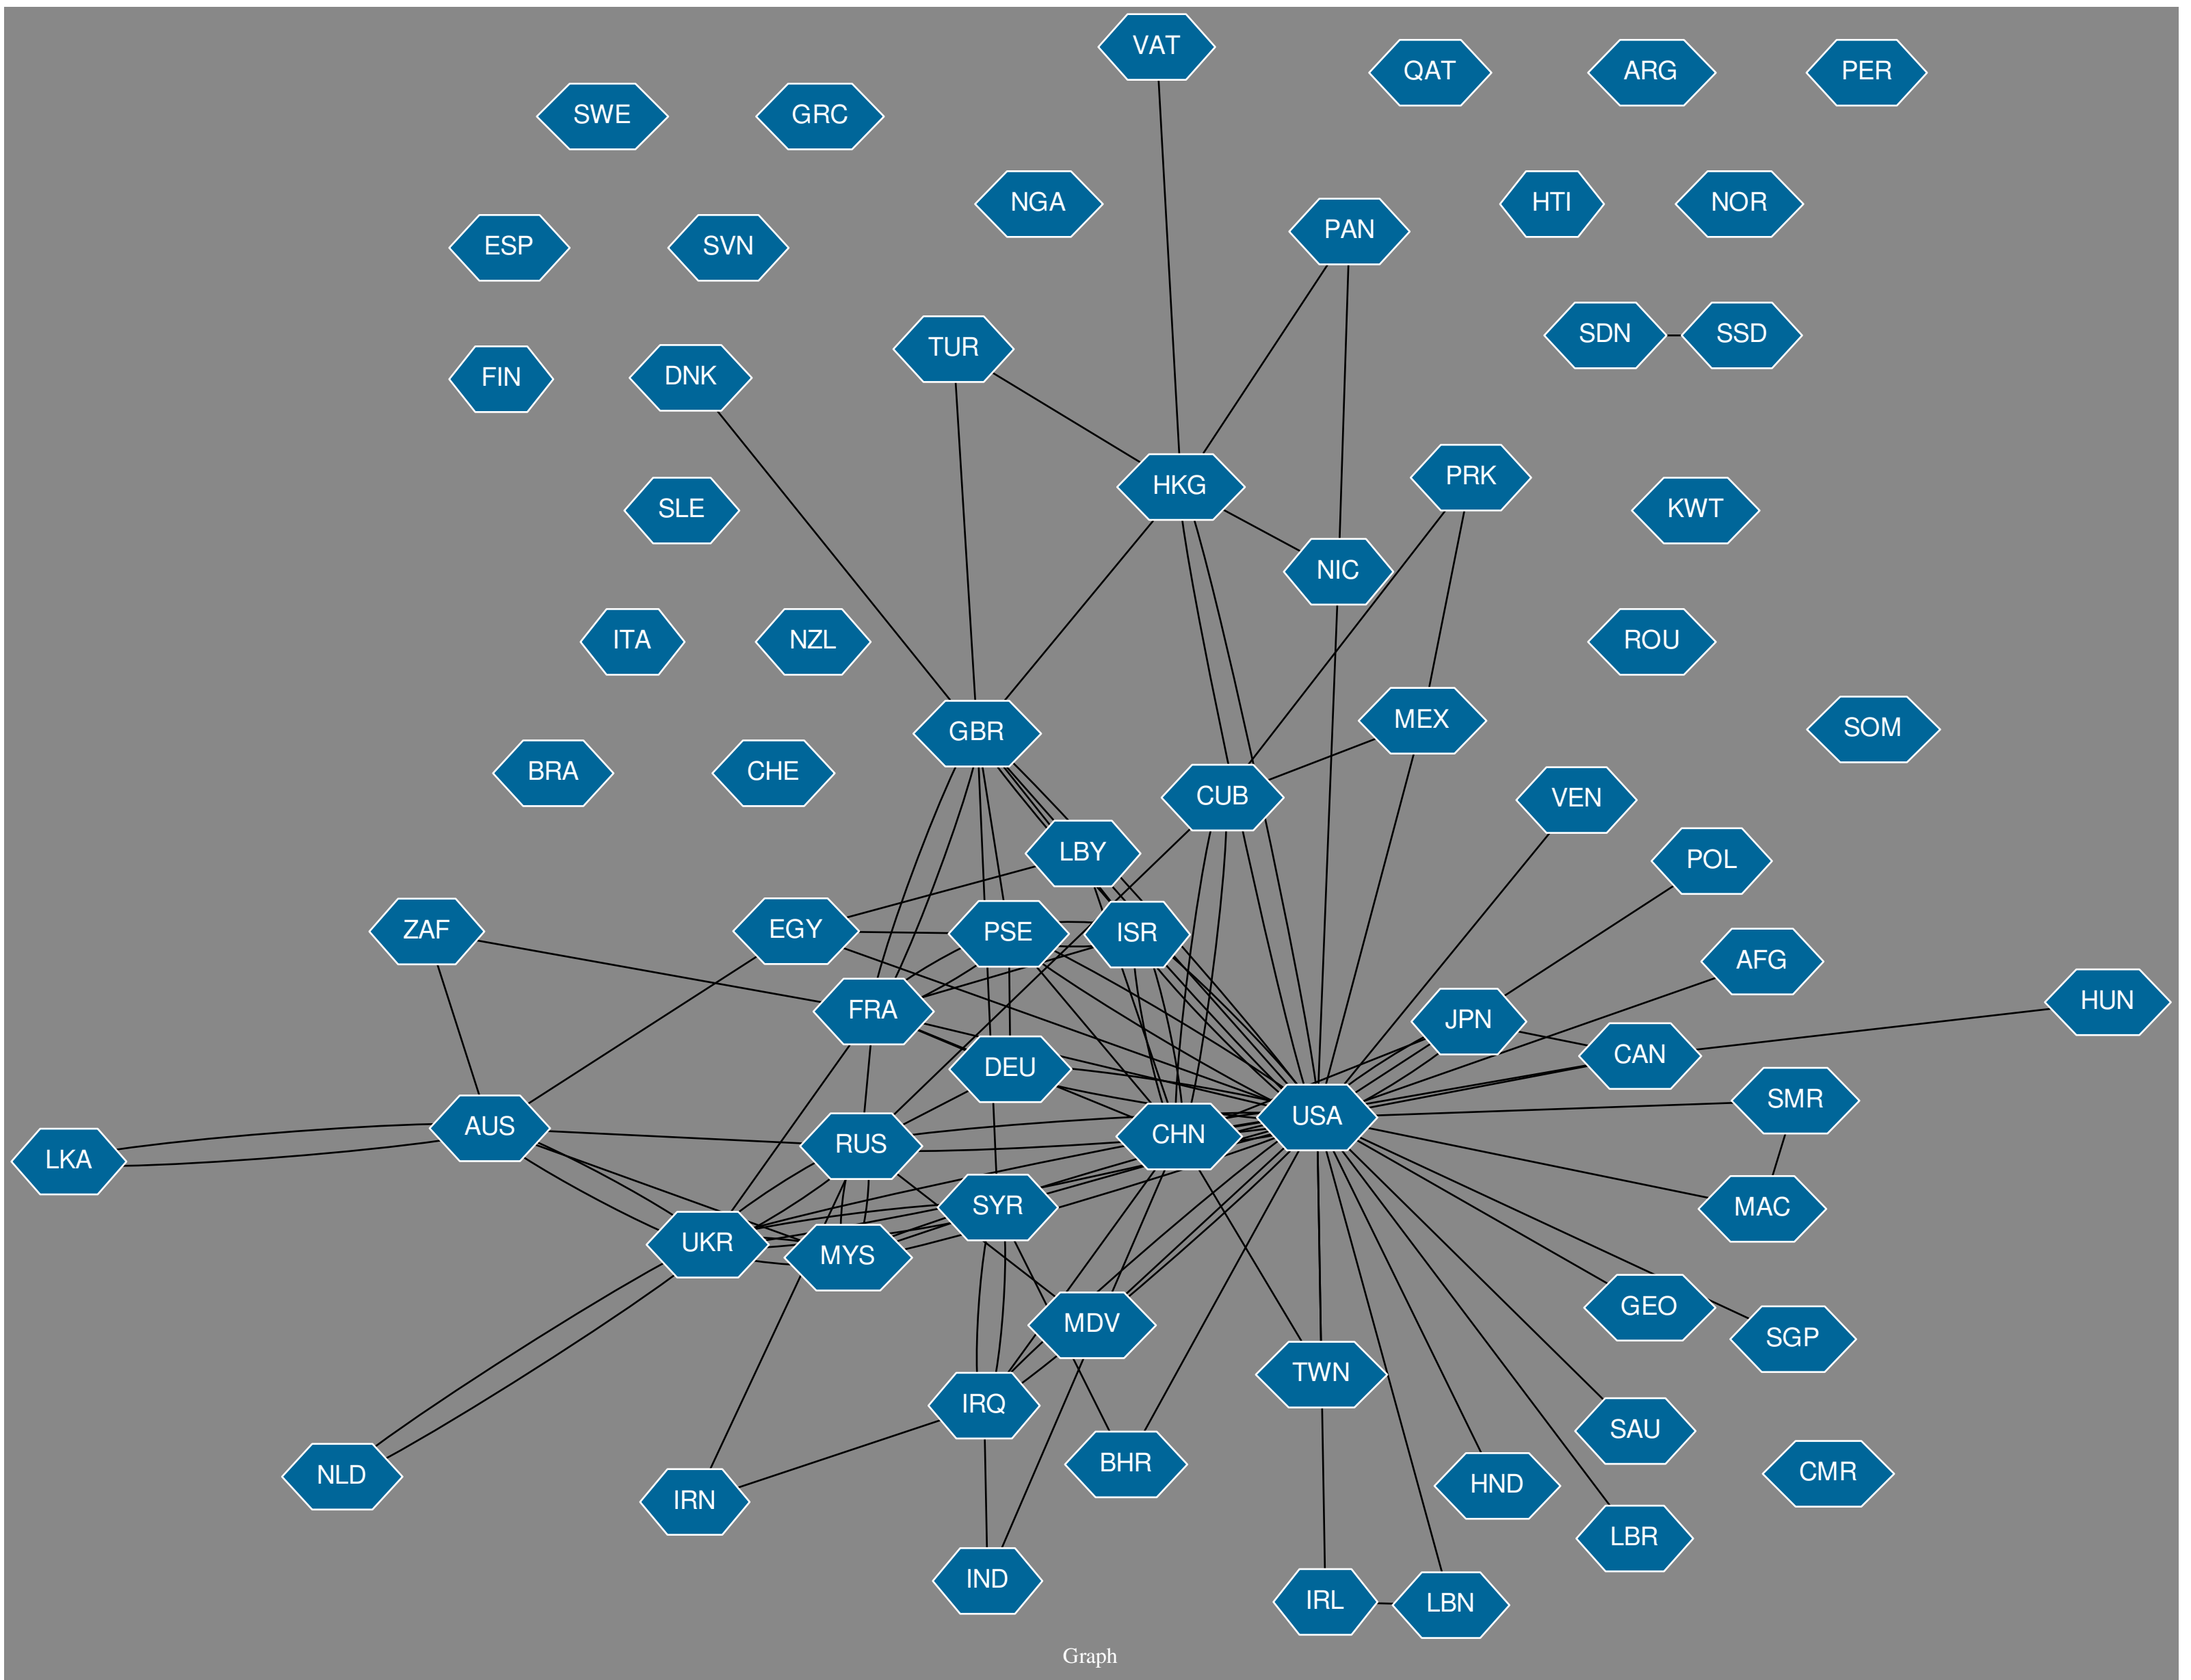 VAT
QAT
ARG
PER
SWE
GRC
NGA
HTI
NOR
PAN
ESP
SVN
SDN
SSD
TUR
FIN
DNK
HKG
PRK
SLE
KWT
NIC
ITA
NZL
ROU
MEX
GBR
SOM
BRA
CHE
CUB
VEN
LBY
POL
ZAF
EGY
PSE
ISR
AFG
HUN
FRA
JPN
CAN
DEU
SMR
AUS
USA
CHN
RUS
LKA
SYR
MAC
UKR
MYS
GEO
MDV
SGP
TWN
IRQ
SAU
BHR
NLD
CMR
HND
IRN
LBR
IND
IRL
LBN
Graph